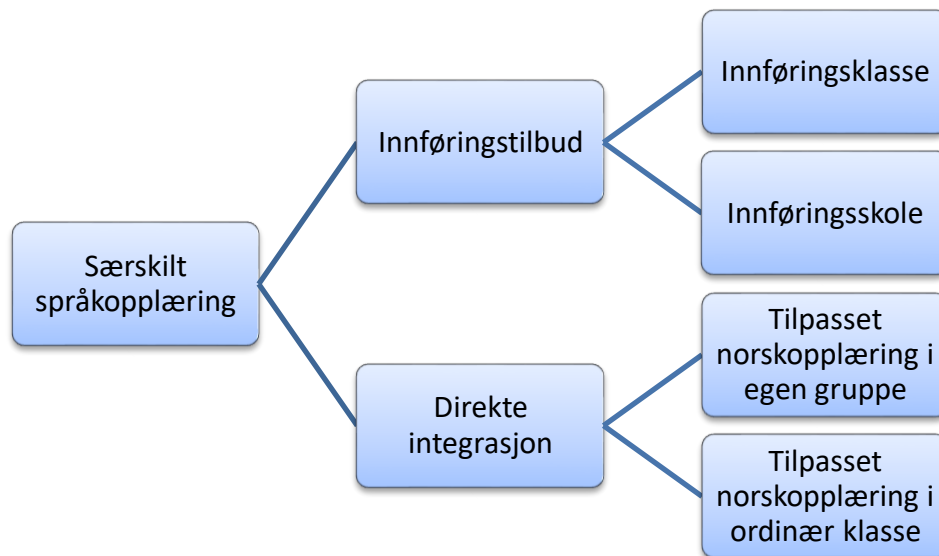 Særskilt
språkopplæring
Innføringstilbud
Innføringsklasse
Innføringsskole
Direkte
integrasjon
Tilpasset
norskopplæring i
egen gruppe
Tilpasset
norskopplæring i
ordinær klasse